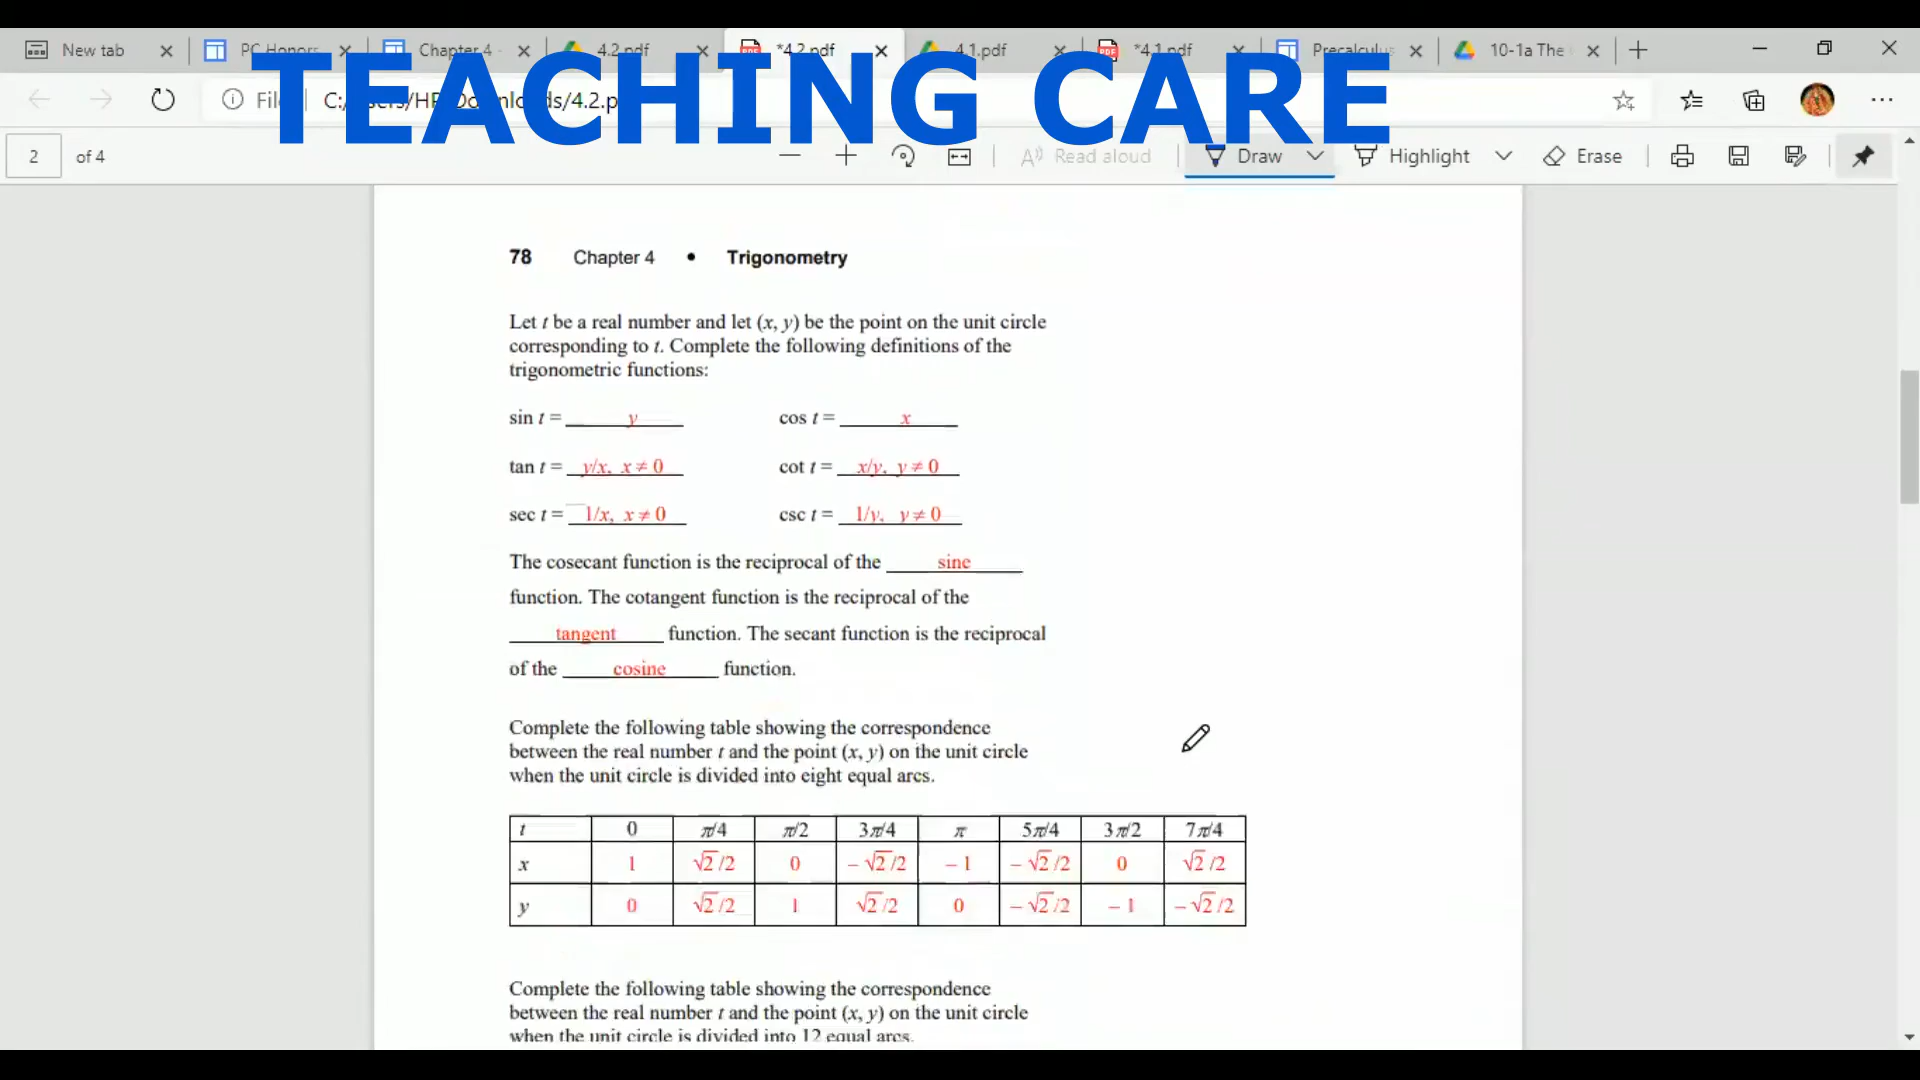 New tab PC Honors Chapter 4 - 4.2.pdf *4.2.pdf 4.1.pdf *4.1.pdf Precalculus 10-1a The
TEACHING CARE
2 of 4 Read aloud Draw Highlight Erase
78 Chapter 4 • Trigonometry
Let t be a real number and let (x, y) be the point on the unit circle
corresponding to t. Complete the following definitions of the
trigonometric functions:
sin t = y cos t = x
tan t = y/x, x ≠ 0 cot t = x/y, y ≠ 0
sec t = 1/x, x ≠ 0 csc t = 1/y, y ≠ 0
The cosecant function is the reciprocal of the sine
function. The cotangent function is the reciprocal of the
tangent function. The secant function is the reciprocal
of the cosine function.
Complete the following table showing the correspondence
between the real number t and the point (x, y) on the unit circle
when the unit circle is divided into eight equal arcs.
t 0 π/4 π/2 3π/4 π 5π/4 3π/2 7π/4
x 1 √2/2 0 −√2/2 −1 −√2/2 0 √2/2
y 0 √2/2 1 √2/2 0 −√2/2 −1 −√2/2
Complete the following table showing the correspondence
between the real number t and the point (x, y) on the unit circle
when the unit circle is divided into 12 equal arcs.